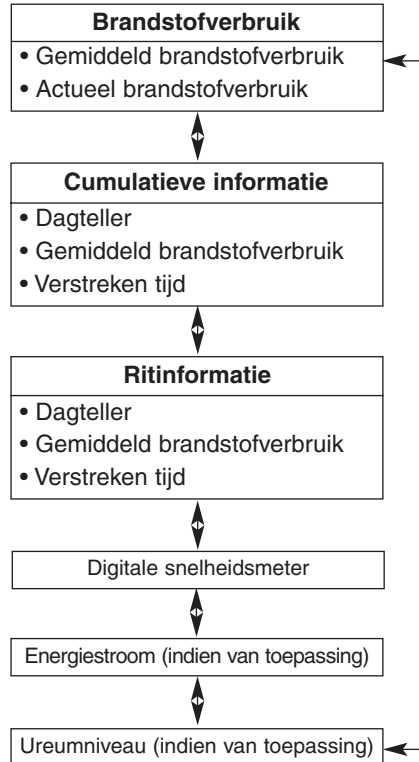 Brandstofverbruik
• Gemiddeld brandstofverbruik
• Actueel brandstofverbruik
Cumulatieve informatie
• Dagteller
• Gemiddeld brandstofverbruik
• Verstreken tijd
Ritinformatie
• Dagteller
• Gemiddeld brandstofverbruik
• Verstreken tijd
Digitale snelheidsmeter
Energiestroom (indien van toepassing)
Ureumniveau (indien van toepassing)